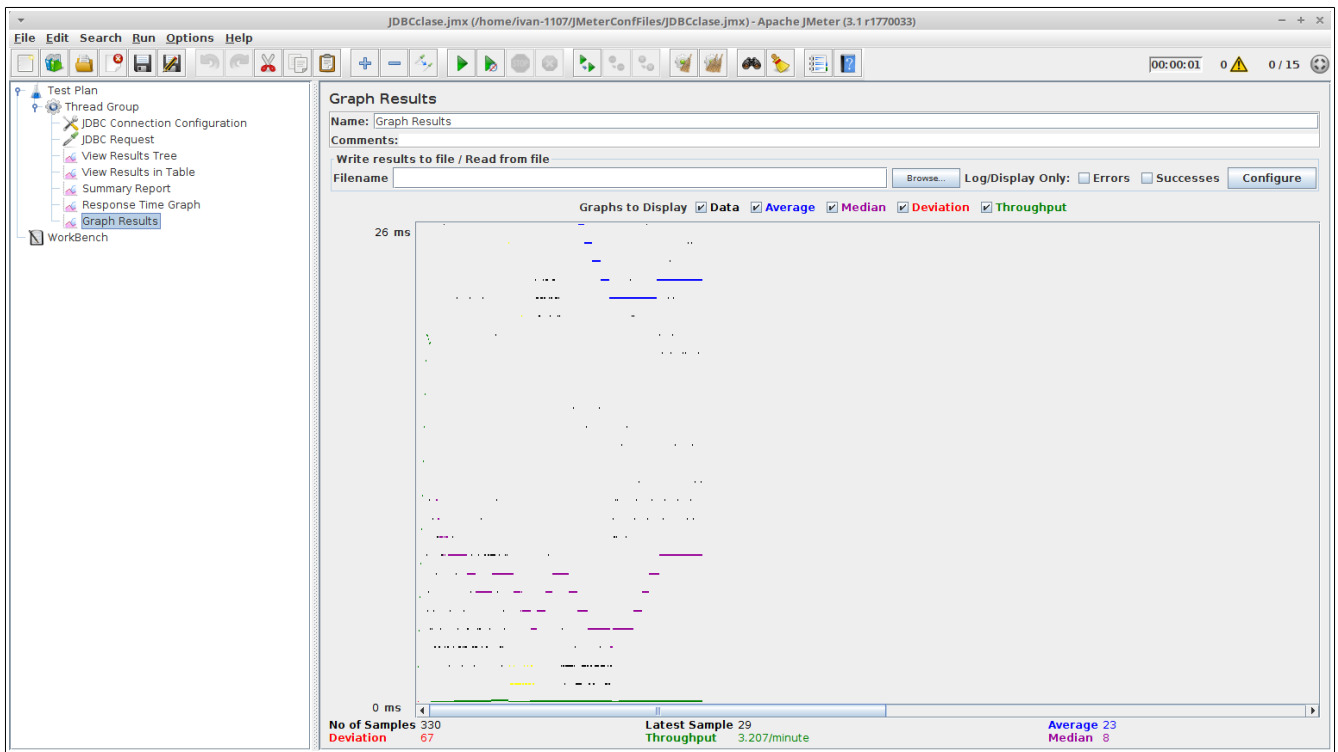 JDBCclase.jmx (/home/ivan-1107/JMeterConfFiles/JDBCclase.jmx) - Apache JMeter (3.1 r1770033)
File Edit Search Run Options Help
00:00:01 0 0 / 15
Test Plan
Thread Group
JDBC Connection Configuration
JDBC Request
View Results Tree
View Results in Table
Summary Report
Response Time Graph
Graph Results
WorkBench
Graph Results
Name: Graph Results
Comments:
Write results to file / Read from file
Filename Browse... Log/Display Only: Errors Successes Configure
Graphs to Display Data Average Median Deviation Throughput
26 ms
0 ms
No of Samples 330 Latest Sample 29 Average 23
Deviation 67 Throughput 3.207/minute Median 8